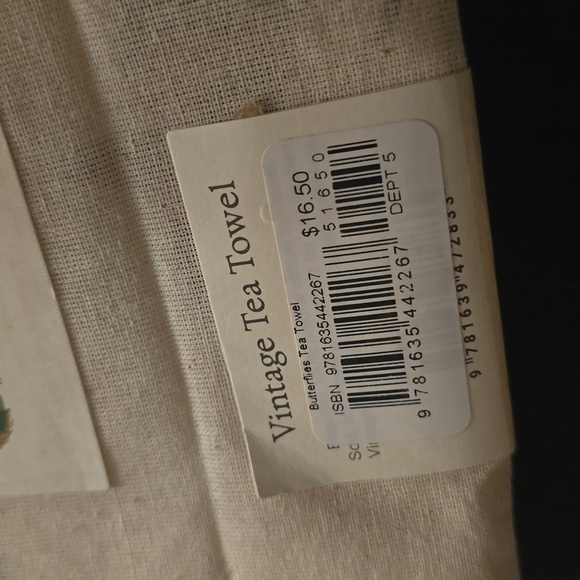 Vintage Tea Towel
Butterflies Tea Towel
ISBN 9781635442267
$16.50
5 1 6 5 0
9 781635 442267
DEPT 5
9 781639 472833